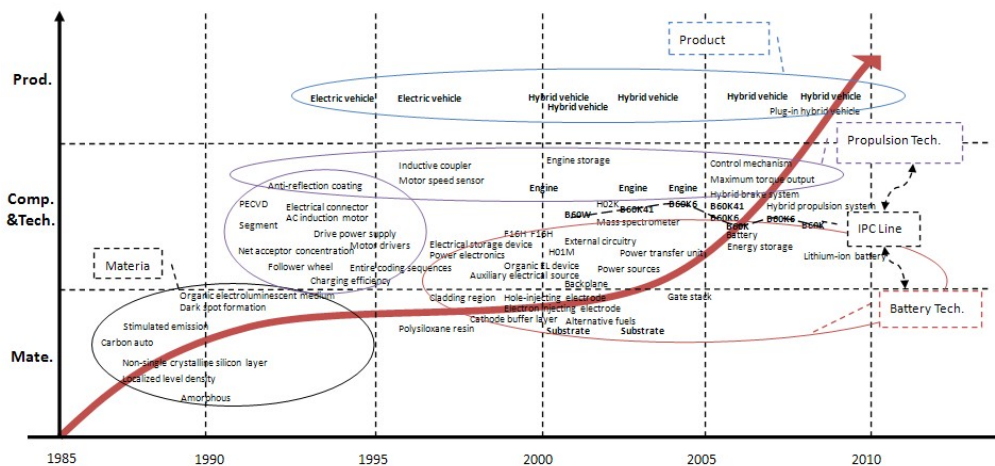 Product
Prod.
Electric vehicle
Electric vehicle
Hybrid vehicle
Hybrid vehicle
Hybrid vehicle
Hybrid vehicle
Hybrid vehicle
Plug-in hybrid vehicle
Propulsion Tech.
Comp.
&Tech.
Inductive coupler
Motor speed sensor
Engine storage
Control mechanism
Maximum torque output
Anti-reflection coating
Engine
Engine
Engine
Hybrid brake system
PECVD
Electrical connector
AC induction motor
H02K
B60W
B60K41
B60K6
B60K41
B60K6
B60K
Hybrid propulsion system
B60K6
B60K
IPC Line
Segment
Drive power supply
Mass spectrometer
F16H F16H
Battery
Net acceptor concentration
Motor drivers
Electrical storage device
External circuitry
Energy storage
Power electronics
H01M
Power transfer unit
Lithium-ion battery
Follower wheel
Entire coding sequences
Organic EL device
Power sources
Charging efficiency
Auxiliary electrical source
Backplane
Materia
Organic electroluminescent medium
Dark spot formation
Cladding region
Hole-injecting electrode
Gate stack
Electron injecting electrode
Battery Tech.
Cathode buffer layer
Alternative fuels
Stimulated emission
Polysiloxane resin
Substrate
Substrate
Carbon auto
Mate.
Non-single crystalline silicon layer
Localized level density
Amorphous
1985
1990
1995
2000
2005
2010